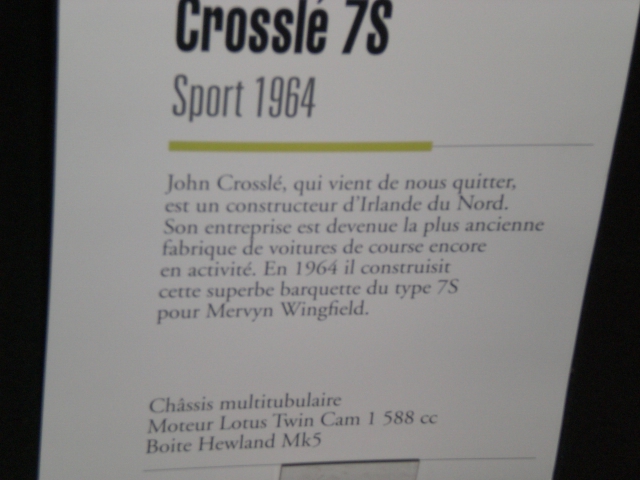 Crosslé 7S
Sport 1964
John Crosslé, qui vient de nous quitter,
est un constructeur d'Irlande du Nord.
Son entreprise est devenue la plus ancienne
fabrique de voitures de course encore
en activité. En 1964 il construisit
cette superbe barquette du type 7S
pour Mervyn Wingfield.
Châssis multitubulaire
Moteur Lotus Twin Cam 1 588 cc
Boite Hewland Mk5